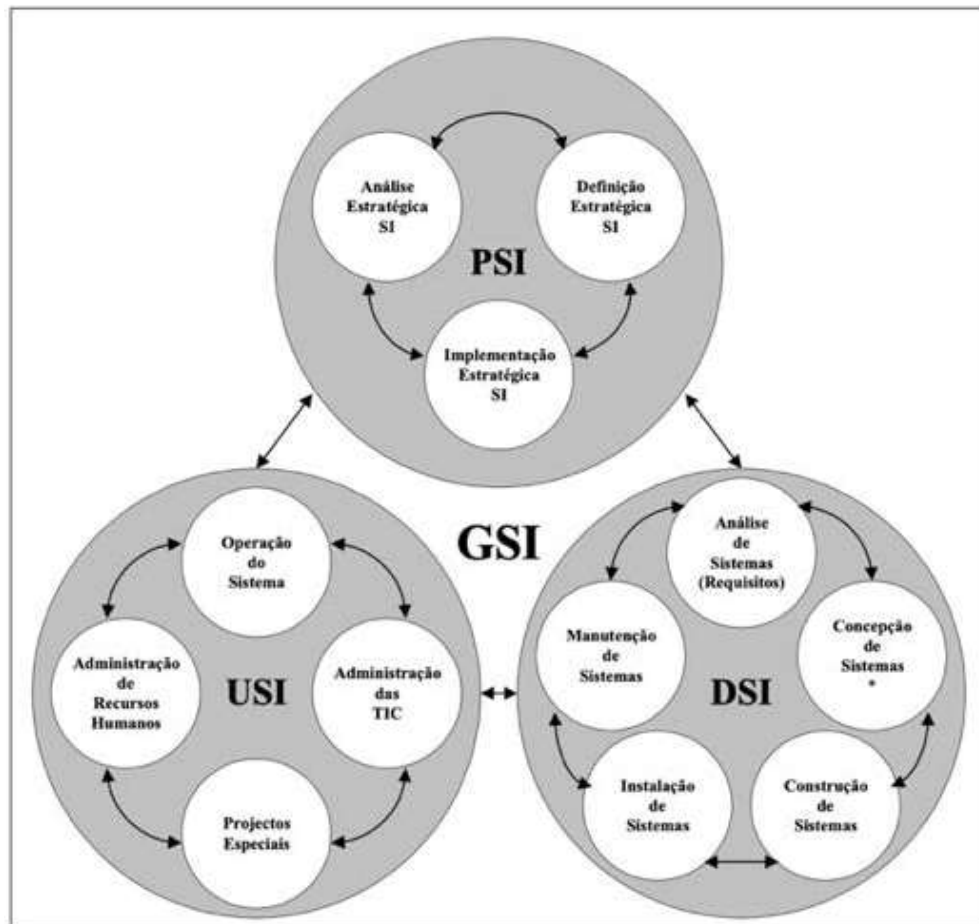 Análise
Estratégica
SI
Definição
Estratégica
SI
PSI
Implementação
Estratégica
SI
GSI
Operação
do
Sistema
Administração
de
Recursos
Humanos
USI
Administração
das
TIC
Projectos
Especiais
Análise
de
Sistemas
(Requisitos)
Manutenção
de
Sistemas
DSI
Concepção
de
Sistemas
*
Instalação
de
Sistemas
Construção
de
Sistemas